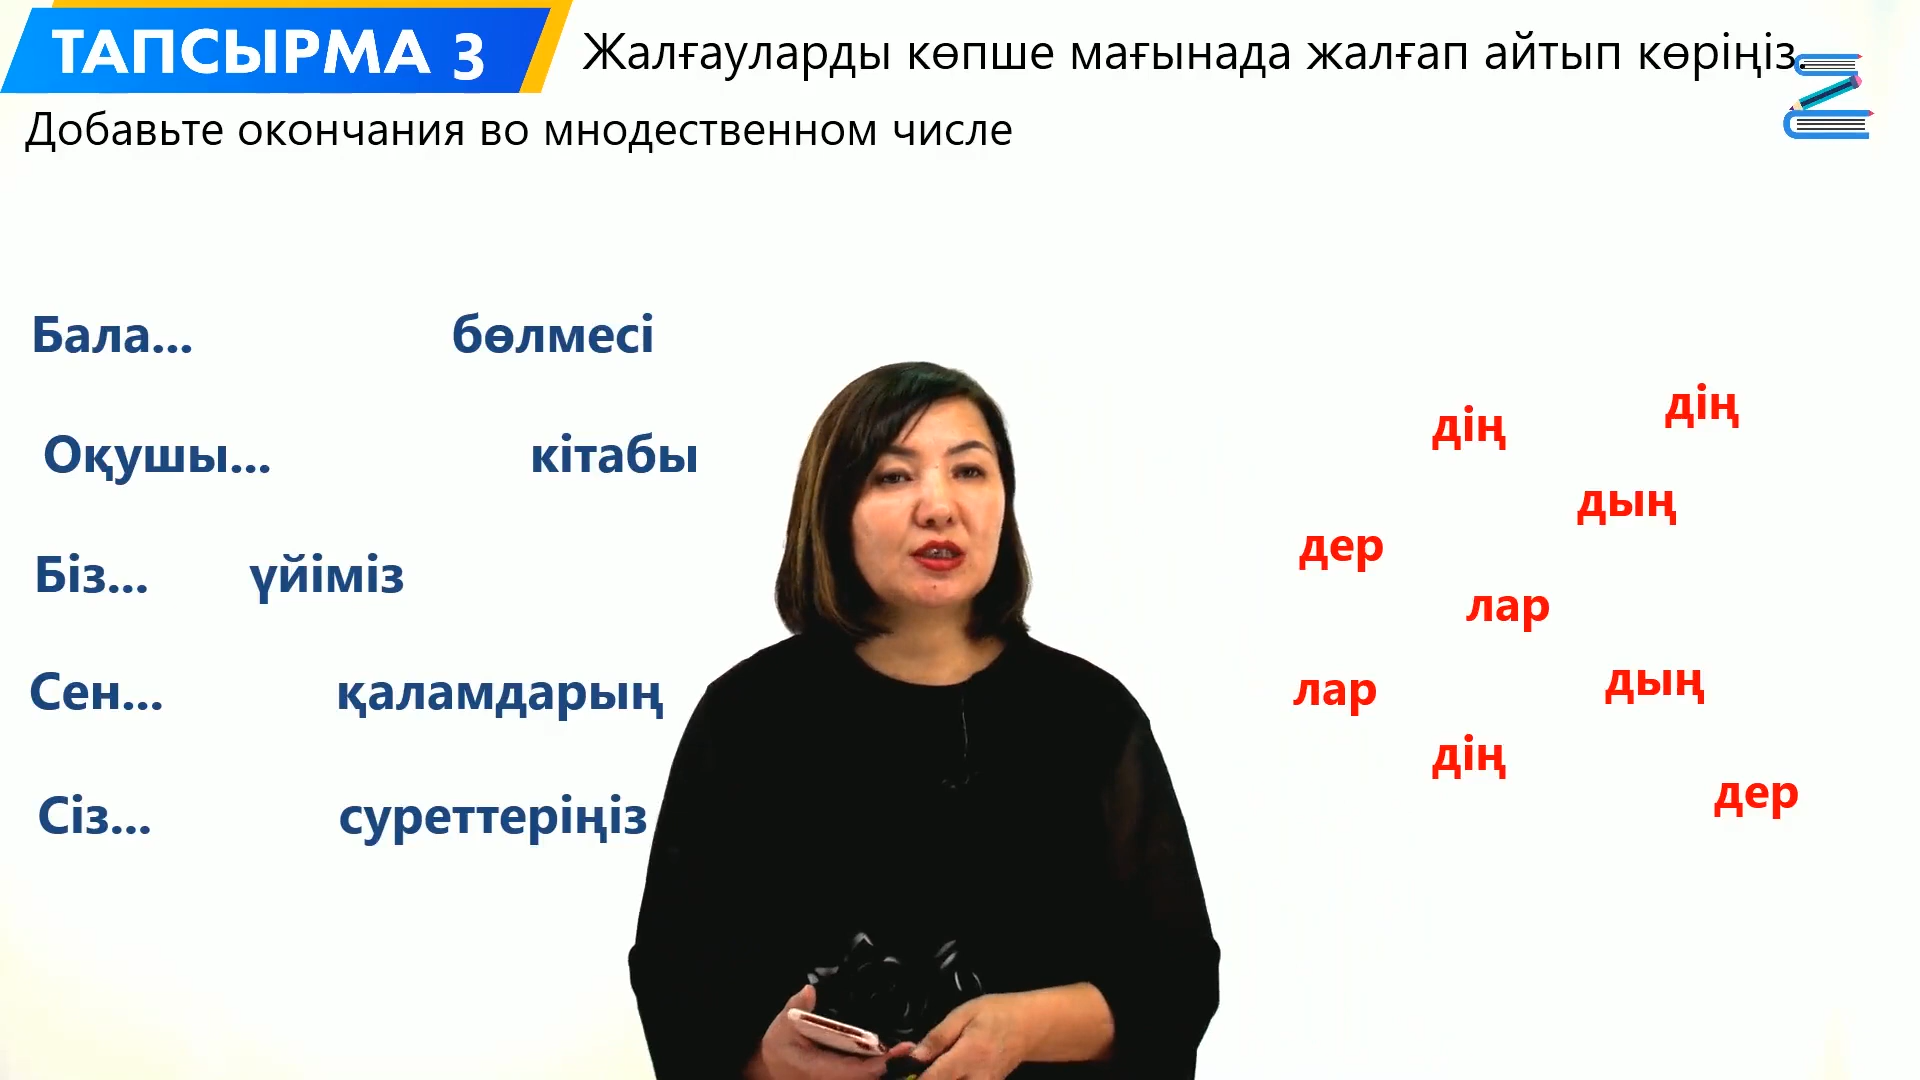 ТАПСЫРМА 3 Жалғауларды көпше мағынада жалғап айтып көріңіз.
Добавьте окончания во мнодественном числе
Бала... бөлмесі
Оқушы... кітабы
Біз... үйіміз
Сен... қаламдарың
Сіз... суреттеріңіз
дің
дің
дың
дер
лар
лар
дың
дің
дер